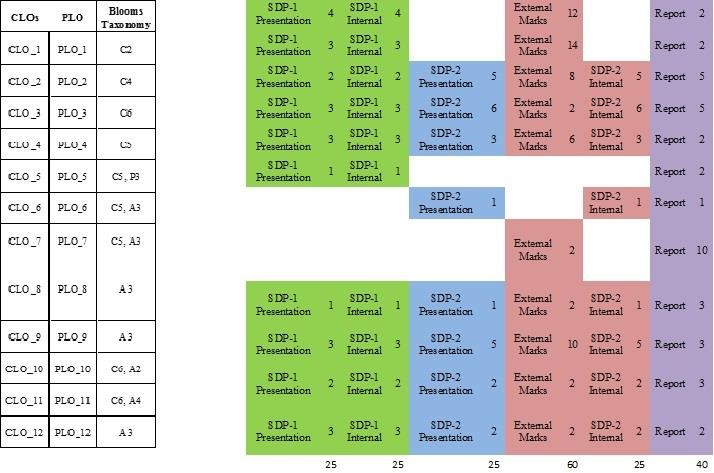 CLOs PLO Blooms Taxonomy
CLO_1 PLO_1 C2
CLO_2 PLO_2 C4
CLO_3 PLO_3 C6
CLO_4 PLO_4 C5
CLO_5 PLO_5 C5, P3
CLO_6 PLO_6 C5, A3
CLO_7 PLO_7 C5, A3
CLO_8 PLO_8 A3
CLO_9 PLO_9 A3
CLO_10 PLO_10 C6, A2
CLO_11 PLO_11 C6, A4
CLO_12 PLO_12 A3
SDP-1 Presentation 4 SDP-1 Internal 4 External Marks 12 Report 2
SDP-1 Presentation 3 SDP-1 Internal 3 External Marks 14 Report 2
SDP-1 Presentation 2 SDP-1 Internal 2 SDP-2 Presentation 5 External Marks 8 SDP-2 Internal 5 Report 5
SDP-1 Presentation 3 SDP-1 Internal 3 SDP-2 Presentation 6 External Marks 2 SDP-2 Internal 6 Report 5
SDP-1 Presentation 3 SDP-1 Internal 3 SDP-2 Presentation 3 External Marks 6 SDP-2 Internal 3 Report 2
SDP-1 Presentation 1 SDP-1 Internal 1 Report 2
SDP-2 Presentation 1 SDP-2 Internal 1 Report 1
External Marks 2 Report 10
SDP-1 Presentation 1 SDP-1 Internal 1 SDP-2 Presentation 1 External Marks 2 SDP-2 Internal 1 Report 3
SDP-1 Presentation 3 SDP-1 Internal 3 SDP-2 Presentation 5 External Marks 10 SDP-2 Internal 5 Report 3
SDP-1 Presentation 2 SDP-1 Internal 2 SDP-2 Presentation 2 External Marks 2 SDP-2 Internal 2 Report 3
SDP-1 Presentation 3 SDP-1 Internal 3 SDP-2 Presentation 2 External Marks 2 SDP-2 Internal 2 Report 2
25 25 25 60 25 40